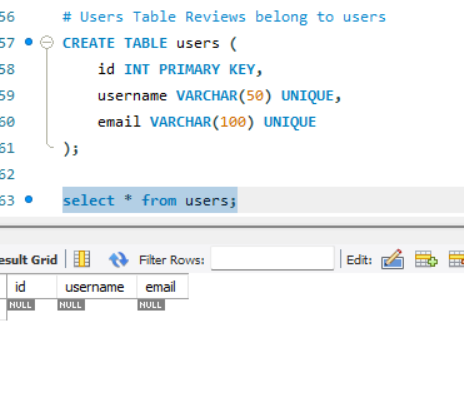 56 # Users Table Reviews belong to users
57 CREATE TABLE users (
58 id INT PRIMARY KEY,
59 username VARCHAR(50) UNIQUE,
60 email VARCHAR(100) UNIQUE
61 );
62
63 select * from users;
esult Grid Filter Rows: Edit:
id username email
NULL NULL NULL